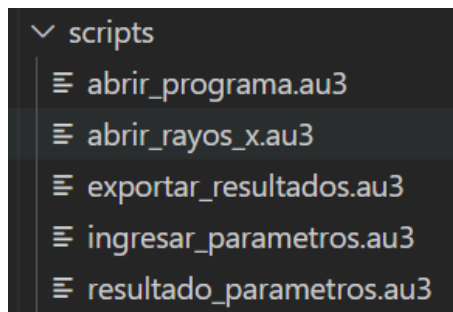 scripts
abrir_programa.au3
abrir_rayos_x.au3
exportar_resultados.au3
ingresar_parametros.au3
resultado_parametros.au3